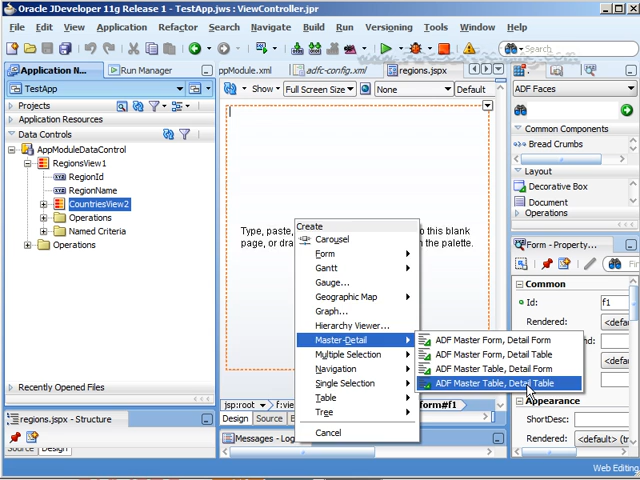 Oracle JDeveloper 11g Release 1 - TestApp.jws : ViewController.jpr
File Edit View Application Refactor Search Navigate Build Run Versioning Tools Window Help
Search
Application N...
Run Manager
TestApp
Projects
Application Resources
Data Controls
AppModuleDataControl
RegionsView1
RegionId
RegionName
CountriesView2
Operations
Named Criteria
Operations
Recently Opened Files
regions.jspx - Structure
Design
ppModule.xml
adfc-config.xml
regions.jspx
Show
Full Screen Size
None
Default
Type, paste,
to this blank
page, or dra
m the palette.
Create
Carousel
Form
Gantt
Gauge...
Geographic Map
Graph...
Hierarchy Viewer...
Master-Detail
Multiple Selection
Navigation
Single Selection
Table
Tree
Cancel
ADF Master Form, Detail Form
ADF Master Form, Detail Table
ADF Master Table, Detail Form
ADF Master Table, Detail Table
jsp:root
f:vie
form#f1
Design
Source
Messages - Log
ADF Faces
Common Components
Bread Crumbs
Layout
Decorative Box
Document
Operations
Form - Property...
Common
Id:
f1
Rendered:
<defa
Appearance
ShortDesc:
Rendered:
<default> (t
Web Editing